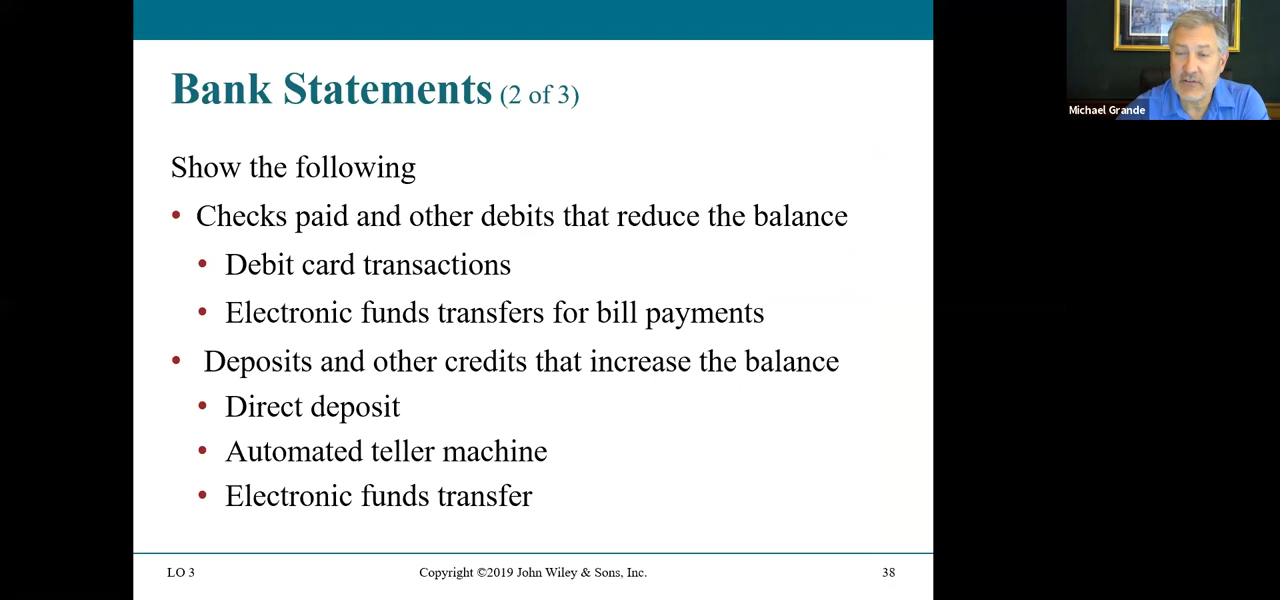 Bank Statements (2 of 3)
Michael Grande
Show the following
• Checks paid and other debits that reduce the balance
• Debit card transactions
• Electronic funds transfers for bill payments
• Deposits and other credits that increase the balance
• Direct deposit
• Automated teller machine
• Electronic funds transfer
LO 3
Copyright ©2019 John Wiley & Sons, Inc.
38